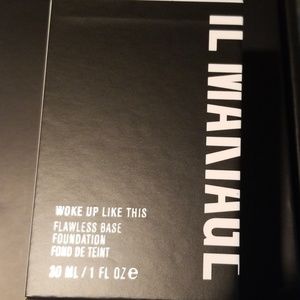 IL MAKIAGE
WOKE UP LIKE THIS
FLAWLESS BASE
FOUNDATION
FOND DE TEINT
30 ML / 1 FL OZ e